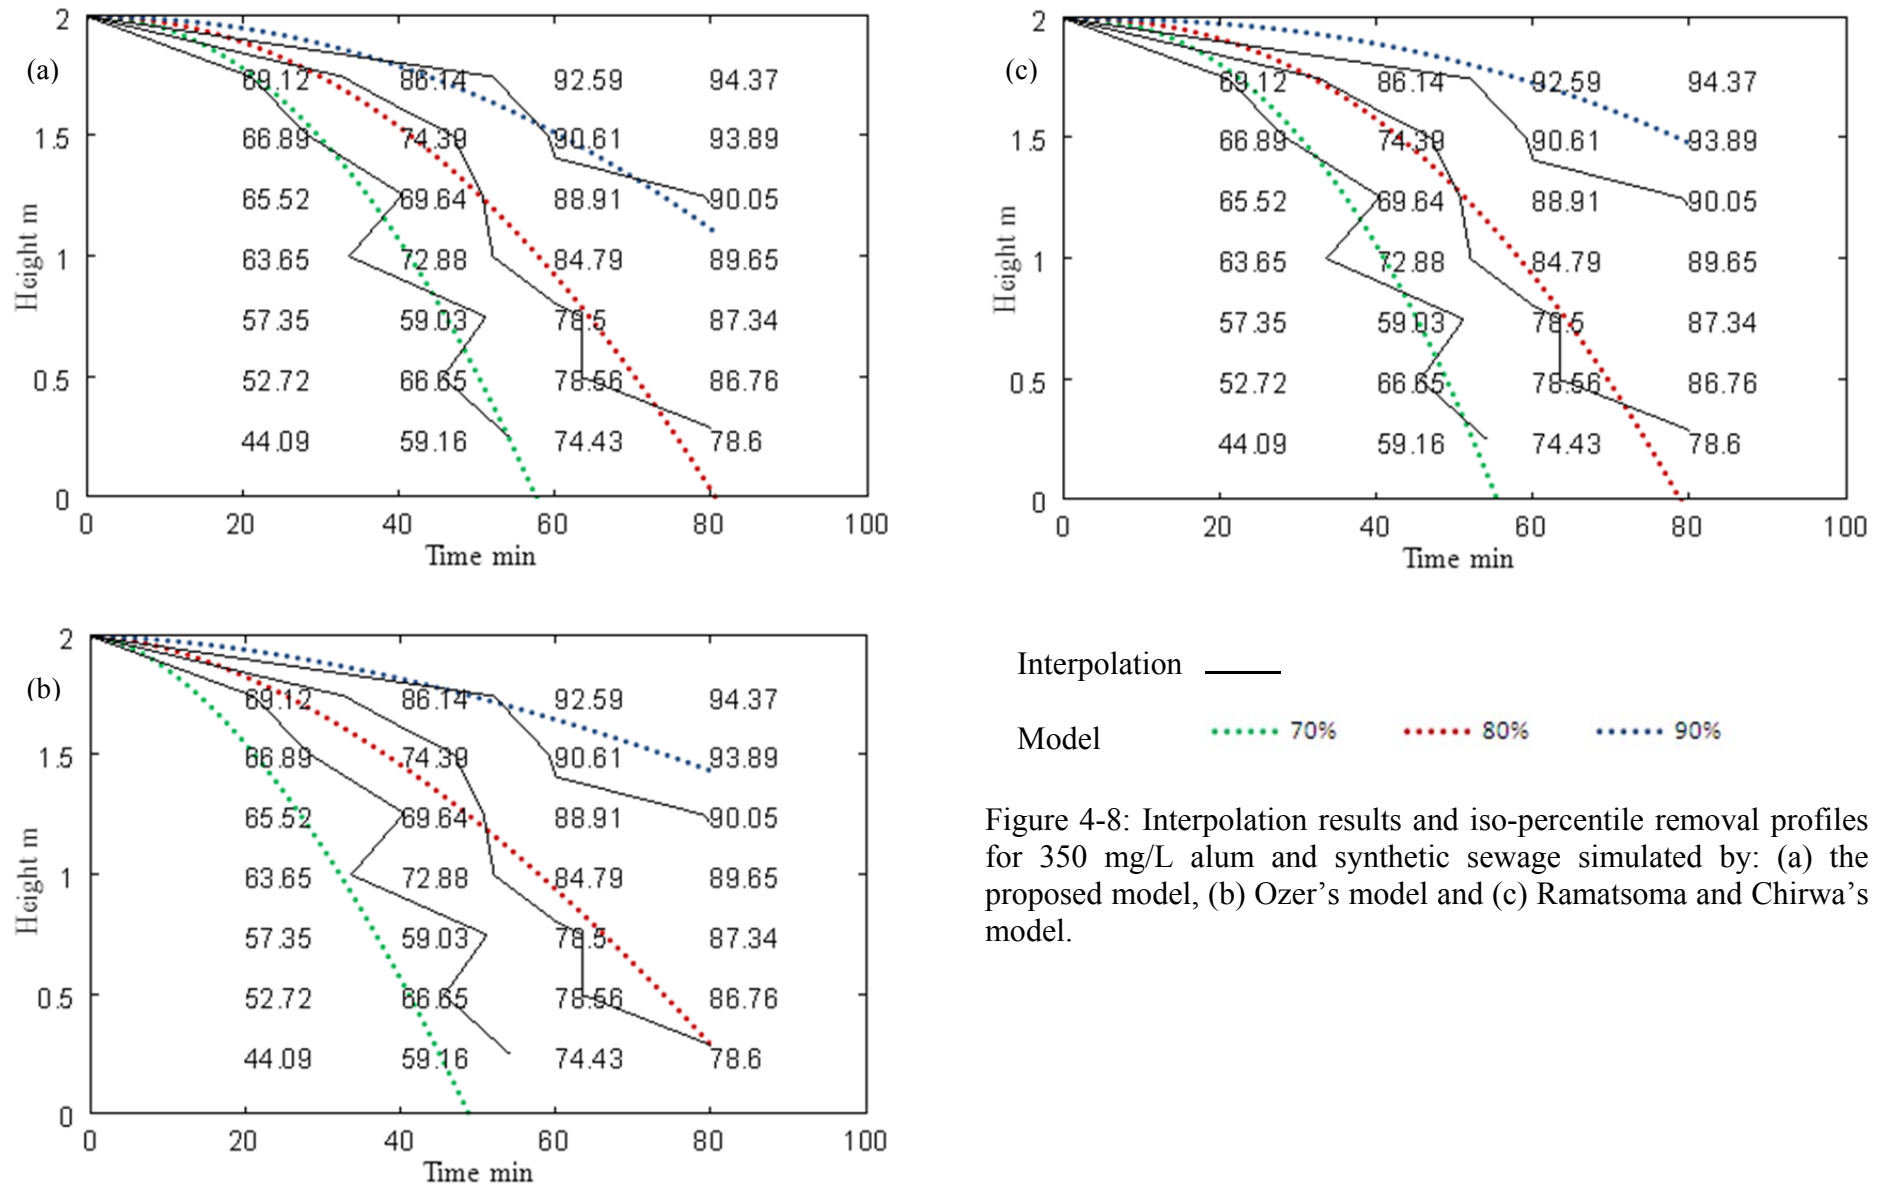 (a)
Height m
2
1.5
1
0.5
0
69.12 86.14 92.59 94.37
66.89 74.39 90.61 93.89
65.52 69.64 88.91 90.05
63.65 72.88 84.79 89.65
57.35 59.03 78.5 87.34
52.72 66.65 78.56 86.76
44.09 59.16 74.43 78.6
0 20 40 60 80 100
Time min
(c)
Height m
2
1.5
1
0.5
0
69.12 86.14 92.59 94.37
66.89 74.39 90.61 93.89
65.52 69.64 88.91 90.05
63.65 72.88 84.79 89.65
57.35 59.03 78.5 87.34
52.72 66.65 78.56 86.76
44.09 59.16 74.43 78.6
0 20 40 60 80 100
Time min
(b)
Height m
2
1.5
1
0.5
0
69.12 86.14 92.59 94.37
66.89 74.39 90.61 93.89
65.52 69.64 88.91 90.05
63.65 72.88 84.79 89.65
57.35 59.03 78.5 87.34
52.72 66.65 78.56 86.76
44.09 59.16 74.43 78.6
0 20 40 60 80 100
Time min
Interpolation
Model 70% 80% 90%
Figure 4-8: Interpolation results and iso-percentile removal profiles
for 350 mg/L alum and synthetic sewage simulated by: (a) the
proposed model, (b) Ozer’s model and (c) Ramatsoma and Chirwa’s
model.